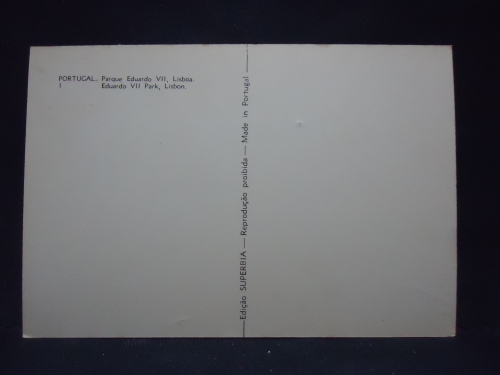 PORTUGAL. Parque Eduardo VII, Lisboa.
1 Eduardo VII Park, Lisbon.
Edição SUPERBIA — Reprodução proibida — Made in Portugal